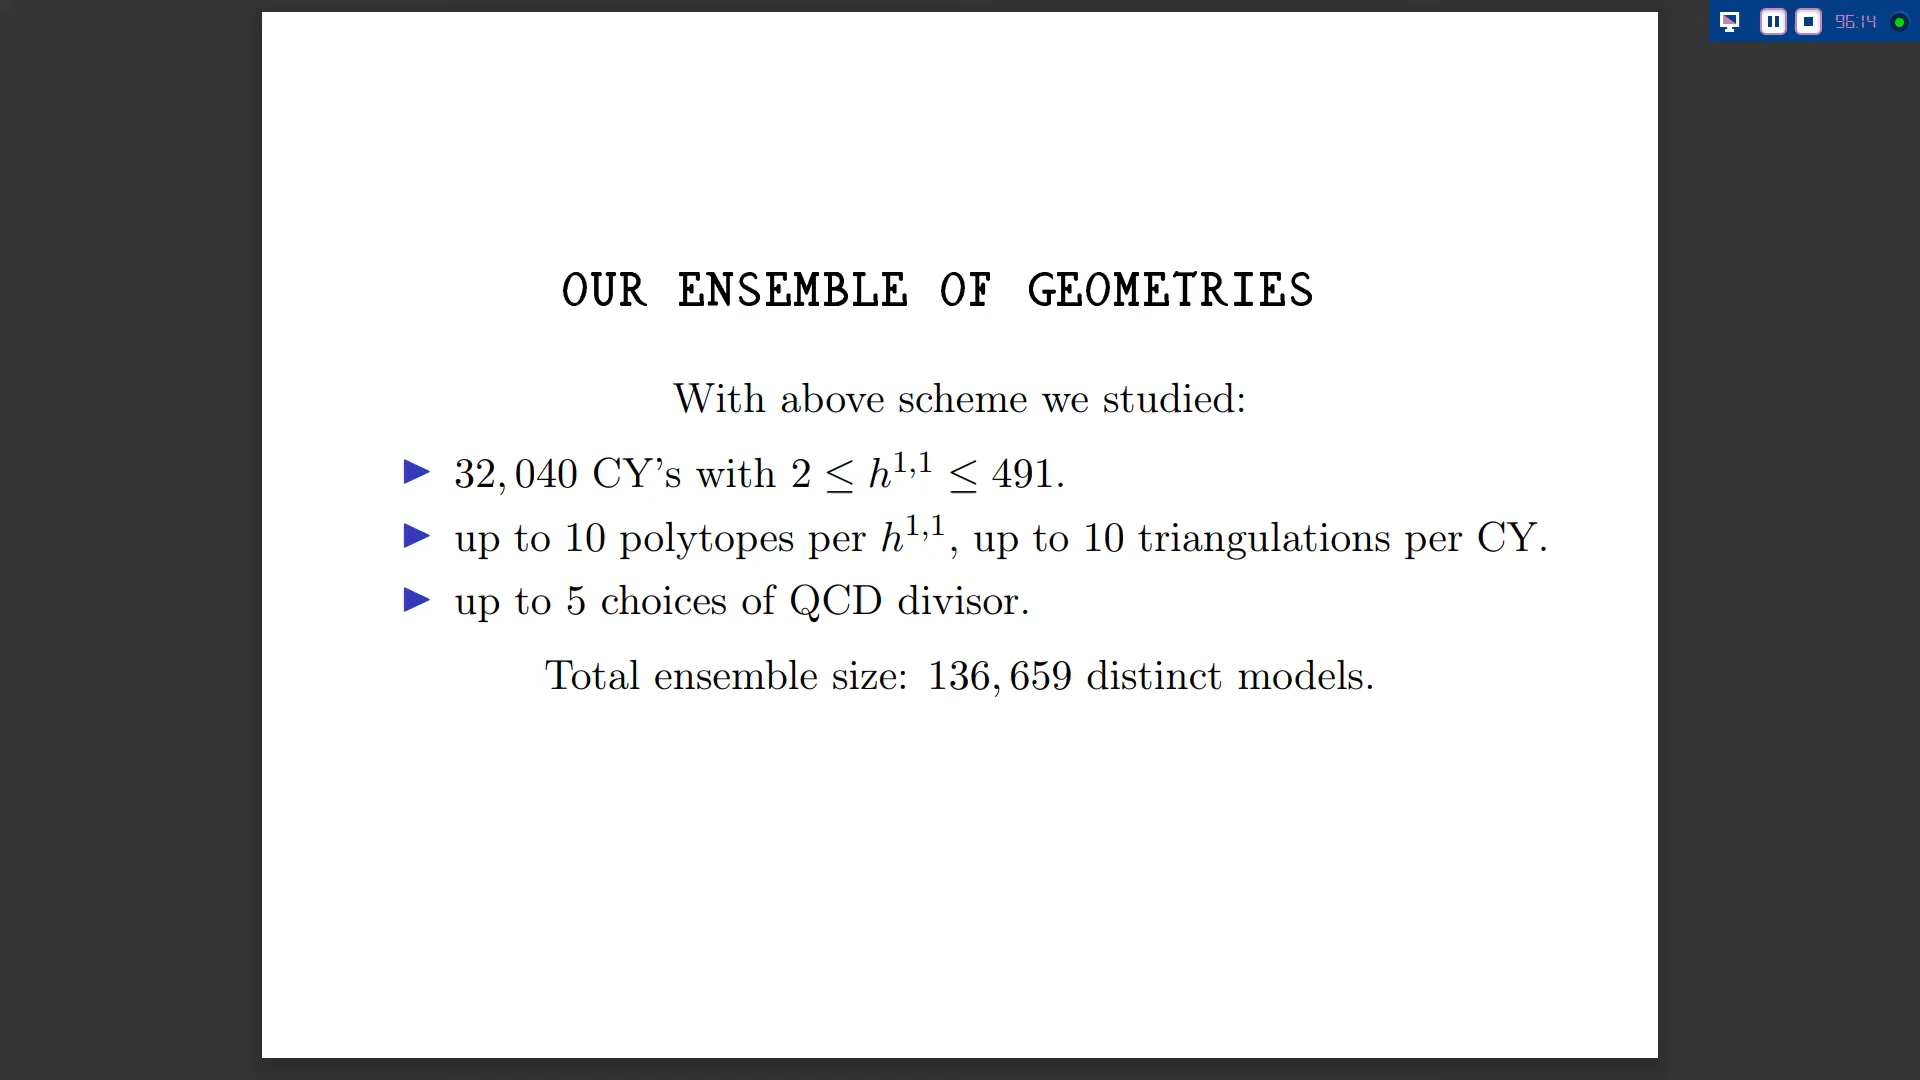 96:14
OUR ENSEMBLE OF GEOMETRIES
With above scheme we studied:
▶ 32,040 CY's with 2 ≤ h^{1,1} ≤ 491.
▶ up to 10 polytopes per h^{1,1}, up to 10 triangulations per CY.
▶ up to 5 choices of QCD divisor.
Total ensemble size: 136,659 distinct models.